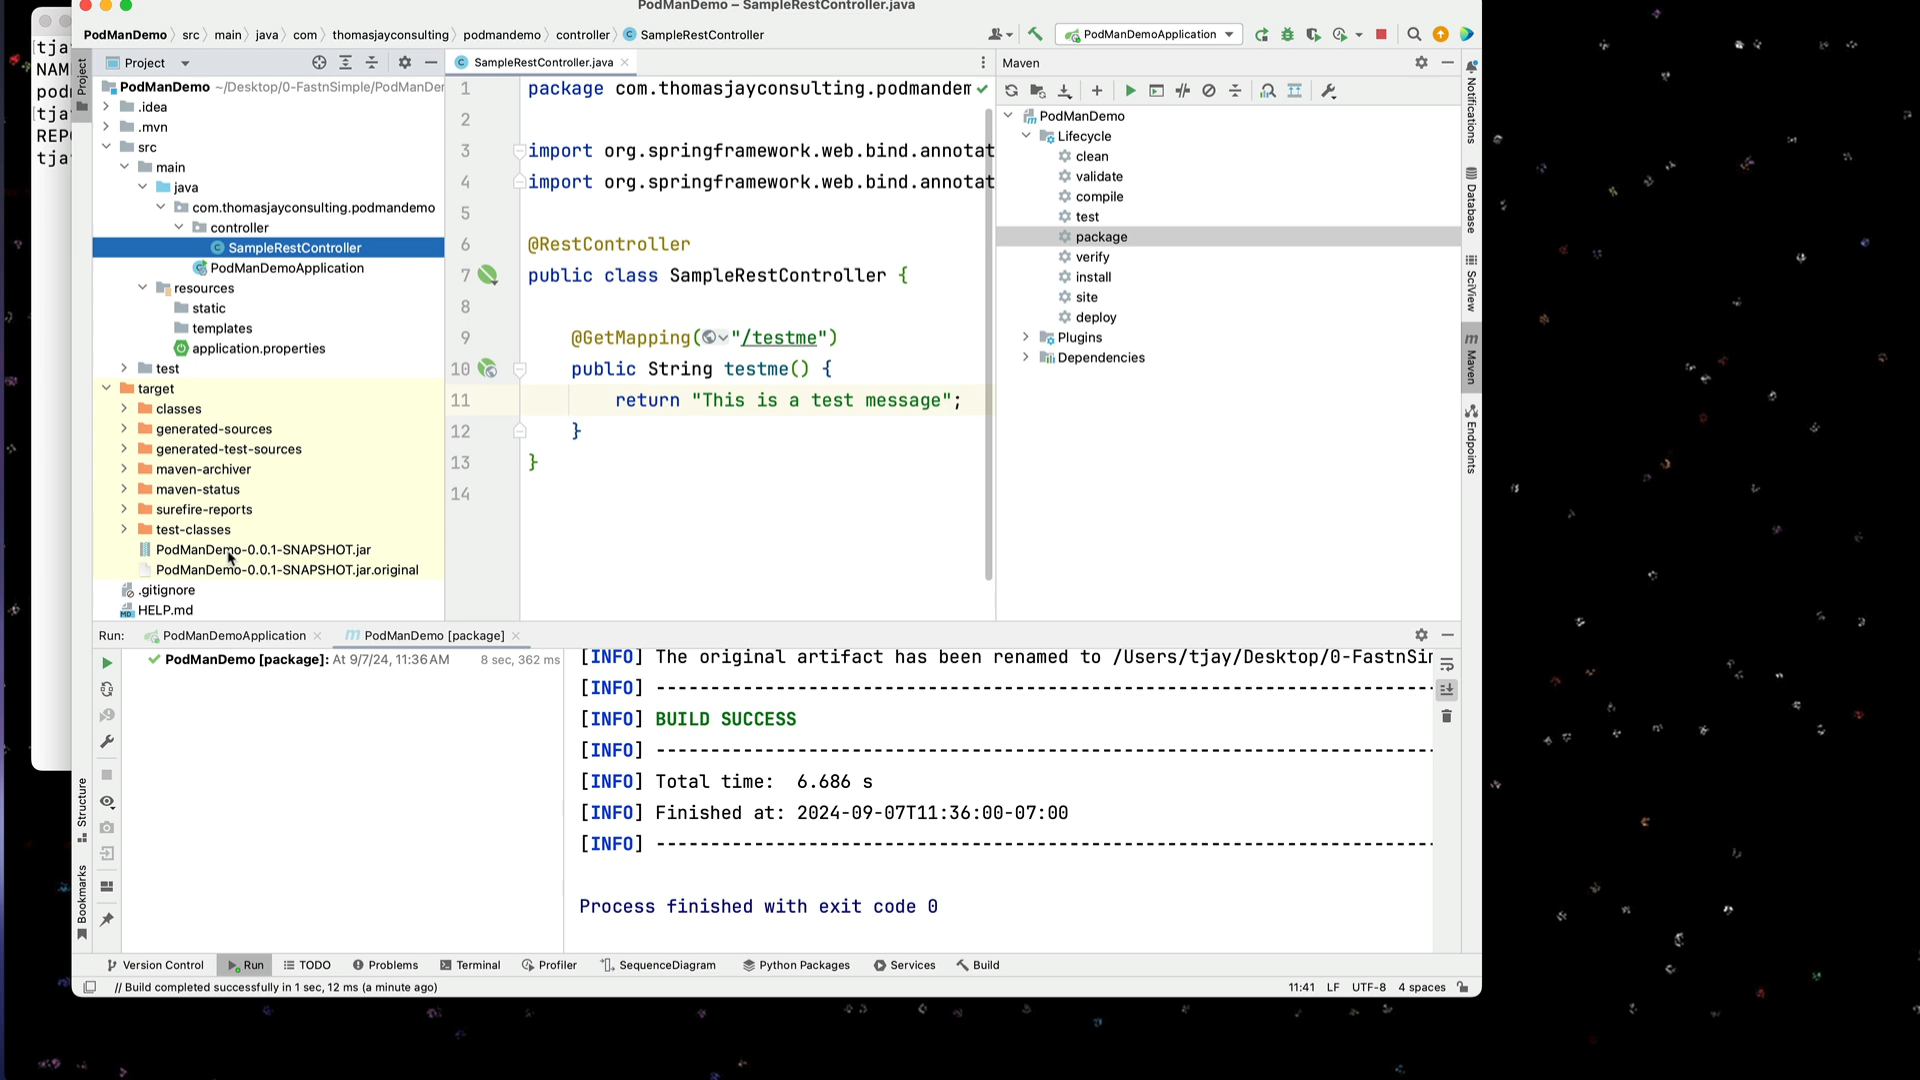 PodManDemo – SampleRestController.java
PodManDemo src main java com thomasjayconsulting podmandemo controller SampleRestController
PodManDemoApplication
Project
SampleRestController.java
Maven
PodManDemo ~/Desktop/0-FastnSimple/PodManDer
.idea
.mvn
src
main
java
com.thomasjayconsulting.podmandemo
controller
SampleRestController
PodManDemoApplication
resources
static
templates
application.properties
test
target
classes
generated-sources
generated-test-sources
maven-archiver
maven-status
surefire-reports
test-classes
PodManDemo-0.0.1-SNAPSHOT.jar
PodManDemo-0.0.1-SNAPSHOT.jar.original
.gitignore
HELP.md
1 package com.thomasjayconsulting.podmandem
2
3 import org.springframework.web.bind.annotat
4 import org.springframework.web.bind.annotat
5
6 @RestController
7 public class SampleRestController {
8
9 @GetMapping("/testme")
10 public String testme() {
11 return "This is a test message";
12 }
13 }
14
PodManDemo
Lifecycle
clean
validate
compile
test
package
verify
install
site
deploy
Plugins
Dependencies
Project
Structure
Bookmarks
Notifications
Database
SciView
Maven
Endpoints
Run: PodManDemoApplication PodManDemo [package]
PodManDemo [package]: At 9/7/24, 11:36 AM 8 sec, 362 ms
[INFO] The original artifact has been renamed to /Users/tjay/Desktop/0-FastnSim
[INFO] ------------------------------------------------------------------------
[INFO] BUILD SUCCESS
[INFO] ------------------------------------------------------------------------
[INFO] Total time:  6.686 s
[INFO] Finished at: 2024-09-07T11:36:00-07:00
[INFO] ------------------------------------------------------------------------
Process finished with exit code 0
Version Control Run TODO Problems Terminal Profiler SequenceDiagram Python Packages Services Build
// Build completed successfully in 1 sec, 12 ms (a minute ago)
11:41 LF UTF-8 4 spaces
[tja
NAM
pod
[tja
REPO
tja